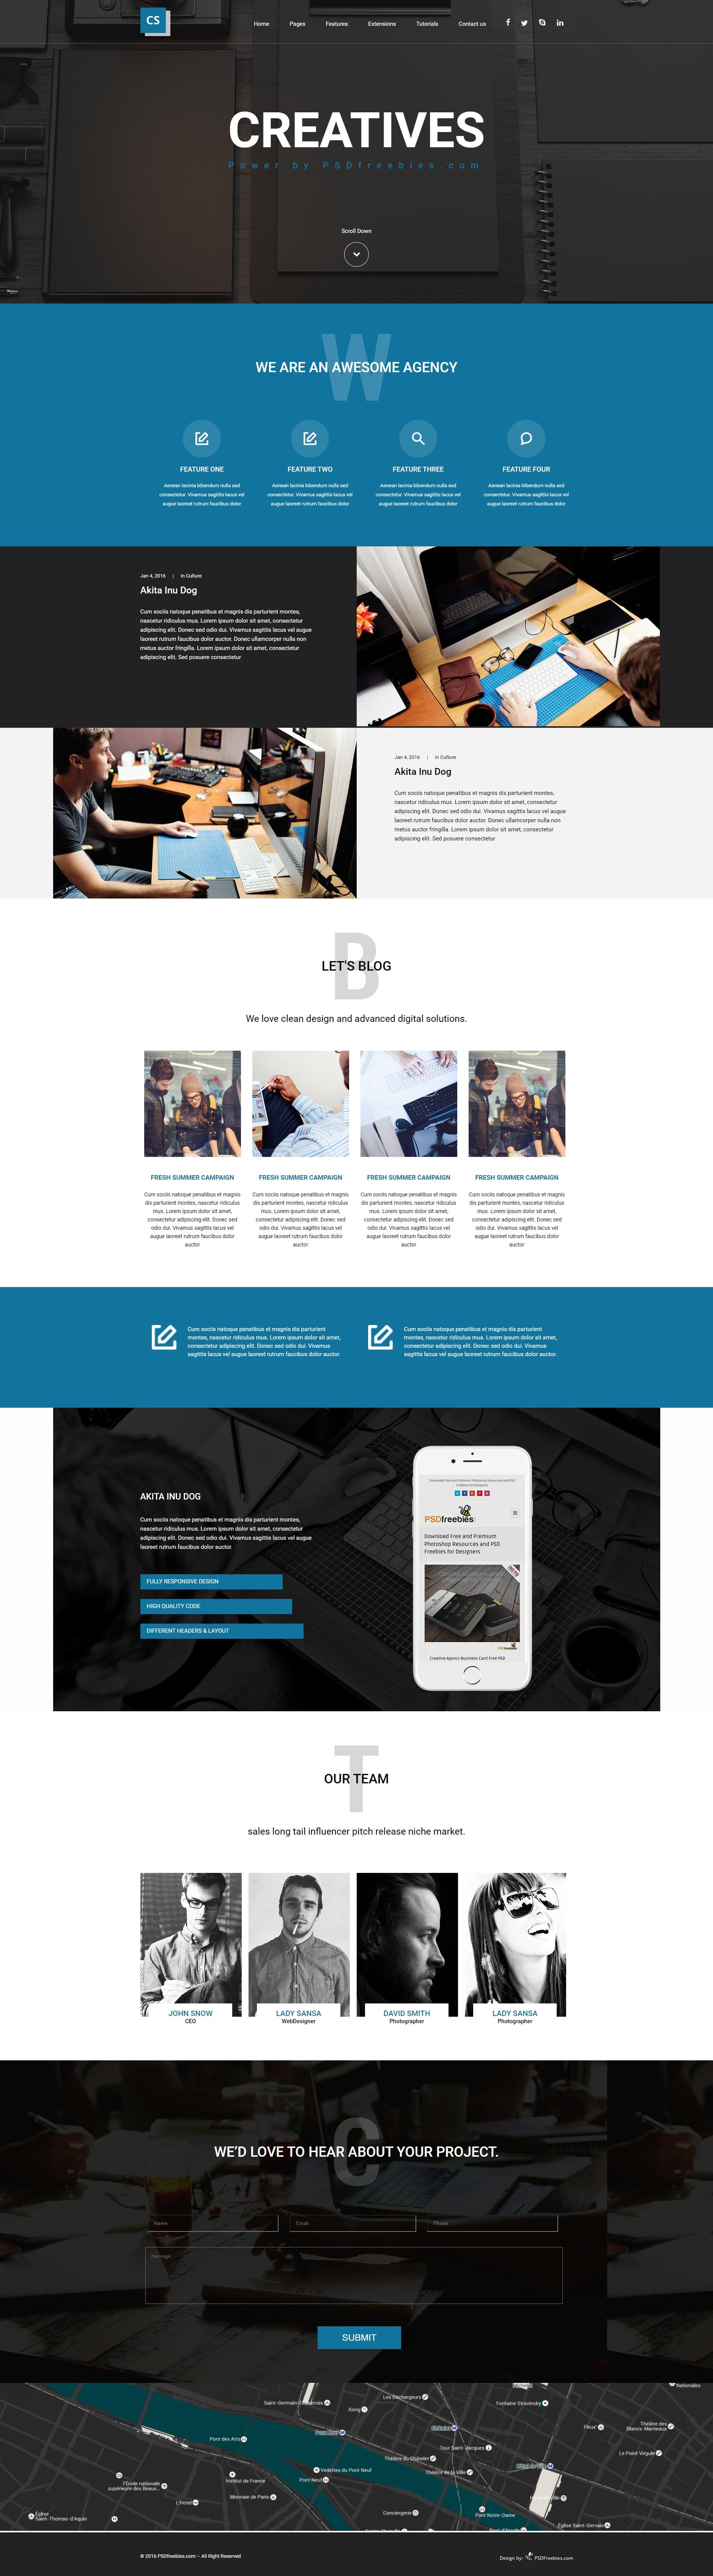 CS
Home Pages Features Extensions Tutorials Contact us
CREATIVES
Power by PSDfreebies.com
Scroll Down
W
WE ARE AN AWESOME AGENCY
FEATURE ONE
Aenean lacinia bibendum nulla sed
consectetur. Vivamus sagittis lacus vel
augue laoreet rutrum faucibus dolor
FEATURE TWO
Aenean lacinia bibendum nulla sed
consectetur. Vivamus sagittis lacus vel
augue laoreet rutrum faucibus dolor
FEATURE THREE
Aenean lacinia bibendum nulla sed
consectetur. Vivamus sagittis lacus vel
augue laoreet rutrum faucibus dolor
FEATURE FOUR
Aenean lacinia bibendum nulla sed
consectetur. Vivamus sagittis lacus vel
augue laoreet rutrum faucibus dolor
Jan 4, 2016 | In Culture
Akita Inu Dog
Cum sociis natoque penatibus et magnis dis parturient montes,
nascetur ridiculus mus. Lorem ipsum dolor sit amet, consectetur
adipiscing elit. Donec sed odio dui. Vivamus sagittis lacus vel augue
laoreet rutrum faucibus dolor auctor. Donec ullamcorper nulla non
metus auctor fringilla. Lorem ipsum dolor sit amet, consectetur
adipiscing elit. Sed posuere consectetur
Jan 4, 2016 | In Culture
Akita Inu Dog
Cum sociis natoque penatibus et magnis dis parturient montes,
nascetur ridiculus mus. Lorem ipsum dolor sit amet, consectetur
adipiscing elit. Donec sed odio dui. Vivamus sagittis lacus vel augue
laoreet rutrum faucibus dolor auctor. Donec ullamcorper nulla non
metus auctor fringilla. Lorem ipsum dolor sit amet, consectetur
adipiscing elit. Sed posuere consectetur
B
LET'S BLOG
We love clean design and advanced digital solutions.
FRESH SUMMER CAMPAIGN
Cum sociis natoque penatibus et magnis
dis parturient montes, nascetur ridiculus
mus. Lorem ipsum dolor sit amet,
consectetur adipiscing elit. Donec sed
odio dui. Vivamus sagittis lacus vel
augue laoreet rutrum faucibus dolor
auctor
FRESH SUMMER CAMPAIGN
Cum sociis natoque penatibus et magnis
dis parturient montes, nascetur ridiculus
mus. Lorem ipsum dolor sit amet,
consectetur adipiscing elit. Donec sed
odio dui. Vivamus sagittis lacus vel
augue laoreet rutrum faucibus dolor
auctor
FRESH SUMMER CAMPAIGN
Cum sociis natoque penatibus et magnis
dis parturient montes, nascetur ridiculus
mus. Lorem ipsum dolor sit amet,
consectetur adipiscing elit. Donec sed
odio dui. Vivamus sagittis lacus vel
augue laoreet rutrum faucibus dolor
auctor
FRESH SUMMER CAMPAIGN
Cum sociis natoque penatibus et magnis
dis parturient montes, nascetur ridiculus
mus. Lorem ipsum dolor sit amet,
consectetur adipiscing elit. Donec sed
odio dui. Vivamus sagittis lacus vel
augue laoreet rutrum faucibus dolor
auctor
Cum sociis natoque penatibus et magnis dis parturient
montes, nascetur ridiculus mus. Lorem ipsum dolor sit amet,
consectetur adipiscing elit. Donec sed odio dui. Vivamus
sagittis lacus vel augue laoreet rutrum faucibus dolor auctor.
Cum sociis natoque penatibus et magnis dis parturient
montes, nascetur ridiculus mus. Lorem ipsum dolor sit amet,
consectetur adipiscing elit. Donec sed odio dui. Vivamus
sagittis lacus vel augue laoreet rutrum faucibus dolor auctor.
AKITA INU DOG
Cum sociis natoque penatibus et magnis dis parturient montes,
nascetur ridiculus mus. Lorem ipsum dolor sit amet, consectetur
adipiscing elit. Donec sed odio dui. Vivamus sagittis lacus vel augue
laoreet rutrum faucibus dolor auctor.
FULLY RESPONSIVE DESIGN
HIGH QUALITY CODE
DIFFERENT HEADERS & LAYOUT
Download Free and Premium Photoshop Resources and PSD
Freebies for Designers
PSDfreebies
Download Free and Premium
Photoshop Resources and PSD
Freebies for Designers
PSDfreebies
Creative Agency Business Card Free PSD
T
OUR TEAM
sales long tail influencer pitch release niche market.
JOHN SNOW
CEO
LADY SANSA
WebDesigner
DAVID SMITH
Photographer
LADY SANSA
Photographer
C
WE'D LOVE TO HEAR ABOUT YOUR PROJECT.
Name
Email
Phone
Message
SUBMIT
Nationales
Les Déchargeurs
Fontaine Stravinsky
Kong
Théâtre des
Blancs-Manteaux
Pont des Arts
Tour Saint-Jacques
Le Point Virgule
Théâtre du Châtelet
Vedettes du Pont Neuf
Théâtre de la Ville
Institut de France
Pont Neuf
l'École nationale
supérieure des Beaux...
L'Hotel
Monnaie de Paris
Conciergerie
Pont Notre-Dame
Église
Saint-Thomas-d'Aquin
Église Saint-Gervais
© 2016 PSDfreebies.com -- All Right Reserved
Design by: PSDFreebies.com